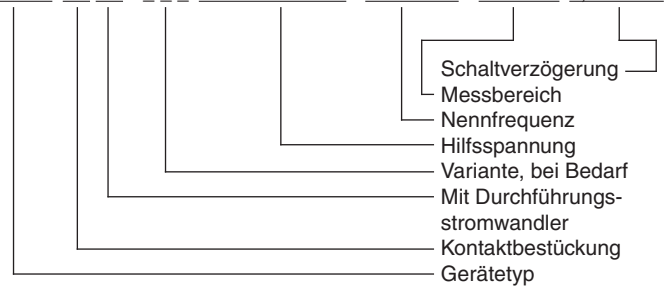 Schaltverzögerung
Messbereich
Nennfrequenz
Hilfsspannung
Variante, bei Bedarf
Mit Durchführungs-
stromwandler
Kontaktbestückung
Gerätetyp